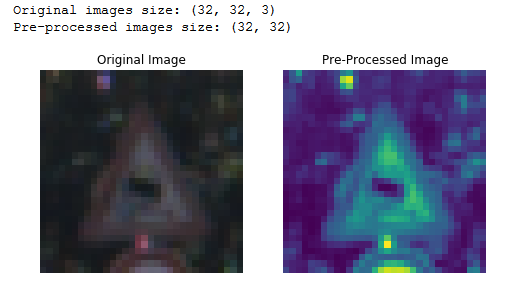 Original images size: (32, 32, 3)
Pre-processed images size: (32, 32)
Original Image
Pre-Processed Image